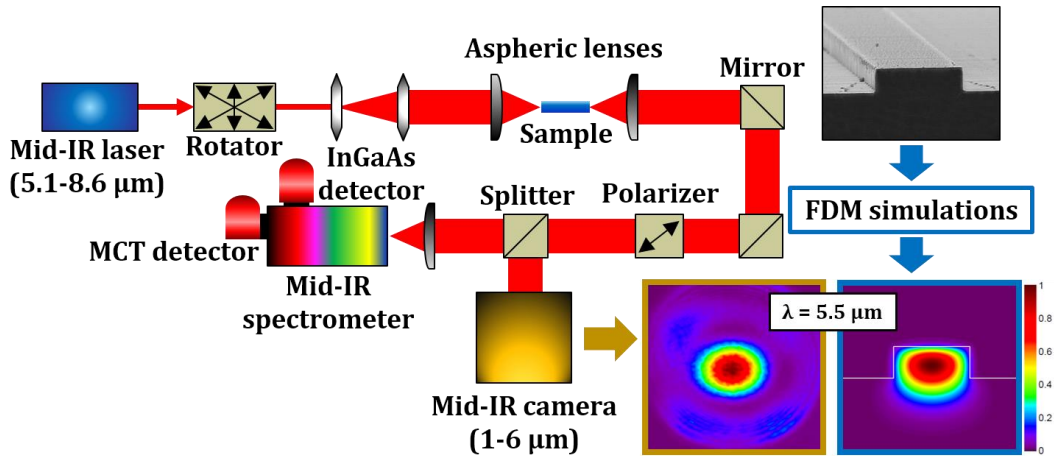 Aspheric lenses
Mirror
Mid-IR laser
(5.1-8.6 μm)
Rotator
InGaAs
detector
Sample
Splitter
Polarizer
FDM simulations
MCT detector
Mid-IR
spectrometer
Mid-IR camera
(1-6 μm)
λ = 5.5 μm
1
0.8
0.6
0.4
0.2
0